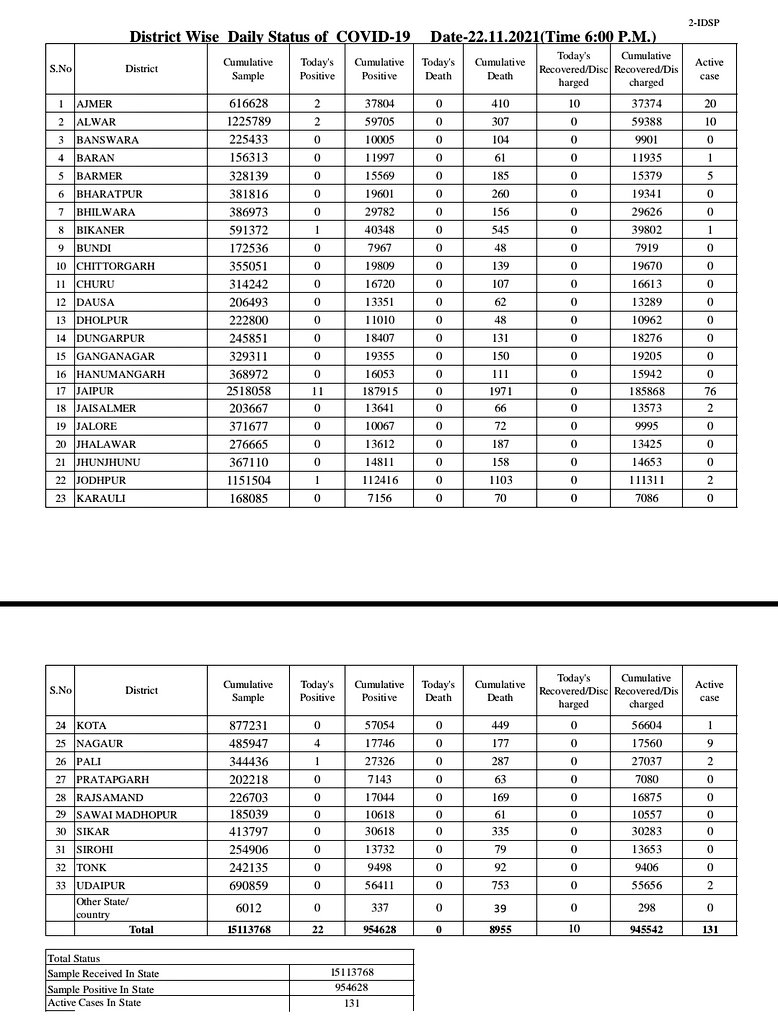 2-IDSP
District Wise Daily Status of COVID-19 Date-22.11.2021(Time 6:00 P.M.)
S.No District Cumulative Sample Today's Positive Cumulative Positive Today's Death Cumulative Death Today's Recovered/Disc harged Cumulative Recovered/Dis charged Active case
1 AJMER 616628 2 37804 0 410 10 37374 20
2 ALWAR 1225789 2 59705 0 307 0 59388 10
3 BANSWARA 225433 0 10005 0 104 0 9901 0
4 BARAN 156313 0 11997 0 61 0 11935 1
5 BARMER 328139 0 15569 0 185 0 15379 5
6 BHARATPUR 381816 0 19601 0 260 0 19341 0
7 BHILWARA 386973 0 29782 0 156 0 29626 0
8 BIKANER 591372 1 40348 0 545 0 39802 1
9 BUNDI 172536 0 7967 0 48 0 7919 0
10 CHITTORGARH 355051 0 19809 0 139 0 19670 0
11 CHURU 314242 0 16720 0 107 0 16613 0
12 DAUSA 206493 0 13351 0 62 0 13289 0
13 DHOLPUR 222800 0 11010 0 48 0 10962 0
14 DUNGARPUR 245851 0 18407 0 131 0 18276 0
15 GANGANAGAR 329311 0 19355 0 150 0 19205 0
16 HANUMANGARH 368972 0 16053 0 111 0 15942 0
17 JAIPUR 2518058 11 187915 0 1971 0 185868 76
18 JAISALMER 203667 0 13641 0 66 0 13573 2
19 JALORE 371677 0 10067 0 72 0 9995 0
20 JHALAWAR 276665 0 13612 0 187 0 13425 0
21 JHUNJHUNU 367110 0 14811 0 158 0 14653 0
22 JODHPUR 1151504 1 112416 0 1103 0 111311 2
23 KARAULI 168085 0 7156 0 70 0 7086 0
S.No District Cumulative Sample Today's Positive Cumulative Positive Today's Death Cumulative Death Today's Recovered/Disc harged Cumulative Recovered/Dis charged Active case
24 KOTA 877231 0 57054 0 449 0 56604 1
25 NAGAUR 485947 4 17746 0 177 0 17560 9
26 PALI 344436 1 27326 0 287 0 27037 2
27 PRATAPGARH 202218 0 7143 0 63 0 7080 0
28 RAJSAMAND 226703 0 17044 0 169 0 16875 0
29 SAWAI MADHOPUR 185039 0 10618 0 61 0 10557 0
30 SIKAR 413797 0 30618 0 335 0 30283 0
31 SIROHI 254906 0 13732 0 79 0 13653 0
32 TONK 242135 0 9498 0 92 0 9406 0
33 UDAIPUR 690859 0 56411 0 753 0 55656 2
Other State/ country 6012 0 337 0 39 0 298 0
Total 15113768 22 954628 0 8955 10 945542 131
Total Status
Sample Received In State 15113768
Sample Positive In State 954628
Active Cases In State 131